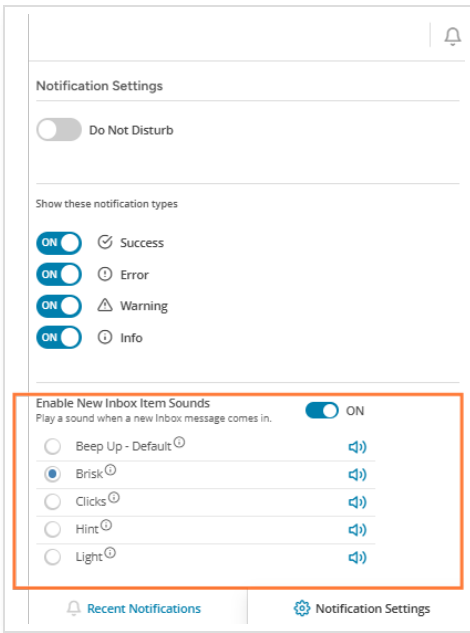 Notification Settings
Do Not Disturb
Show these notification types
ON Success
ON Error
ON Warning
ON Info
Enable New Inbox Item Sounds
Play a sound when a new Inbox message comes in.
ON
Beep Up - Default
Brisk
Clicks
Hint
Light
Recent Notifications Notification Settings